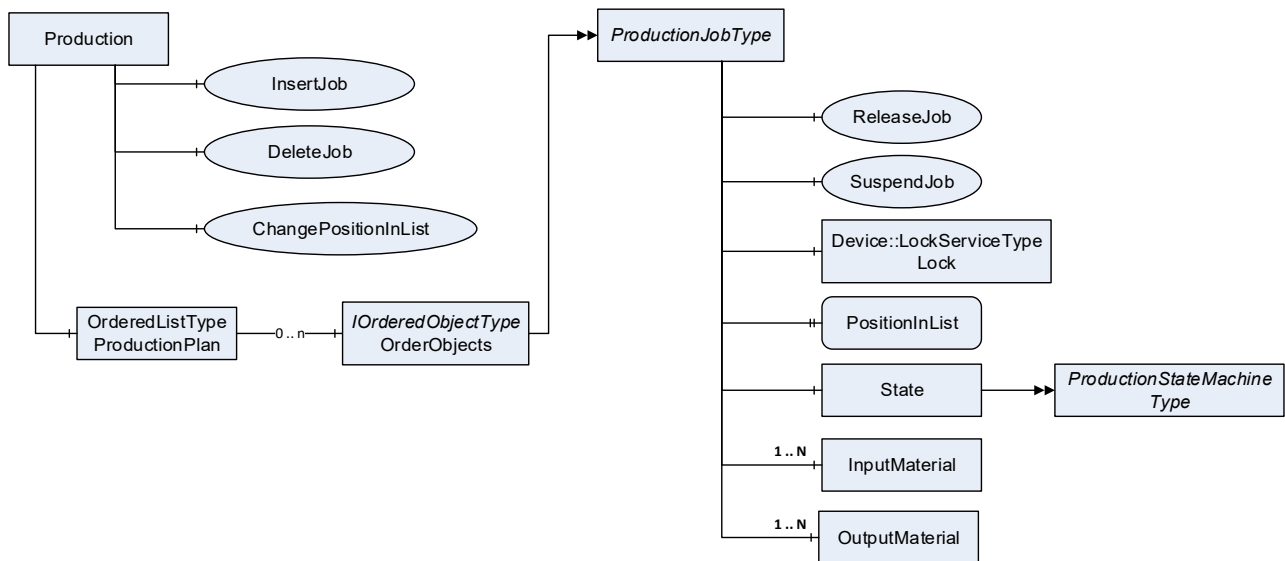 Production
InsertJob
DeleteJob
ChangePositionInList
OrderedListType
ProductionPlan
0 .. n
IOrderedObjectType
OrderObjects
ProductionJobType
ReleaseJob
SuspendJob
Device::LockServiceType
Lock
PositionInList
State
ProductionStateMachine
Type
1 .. N
InputMaterial
1 .. N
OutputMaterial